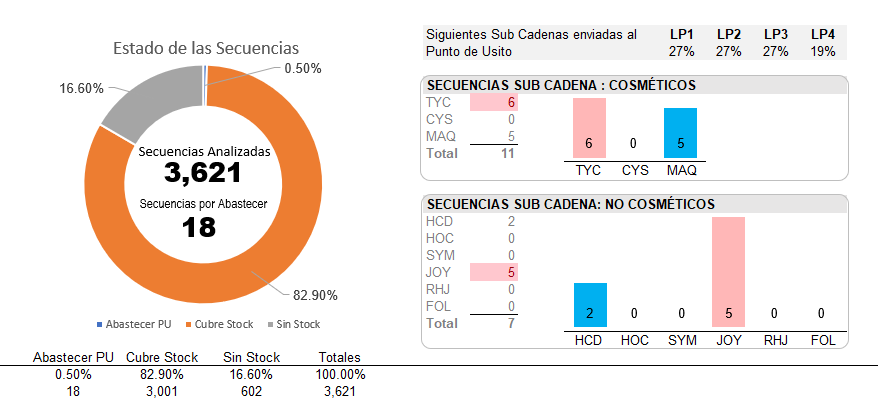 Estado de las Secuencias
0.50%
16.60%
Secuencias Analizadas
3,621
Secuencias por Abastecer
18
82.90%
Abastecer PU Cubre Stock Sin Stock
Abastecer PU Cubre Stock Sin Stock Totales
0.50% 82.90% 16.60% 100.00%
18 3,001 602 3,621
Siguientes Sub Cadenas enviadas al LP1 LP2 LP3 LP4
Punto de Usito 27% 27% 27% 19%
SECUENCIAS SUB CADENA : COSMÉTICOS
TYC 6
CYS 0
MAQ 5
Total 11
6 0 5
TYC CYS MAQ
SECUENCIAS SUB CADENA: NO COSMÉTICOS
HCD 2
HOC 0
SYM 0
JOY 5
RHJ 0
FOL 0
Total 7
2 0 0 5 0 0
HCD HOC SYM JOY RHJ FOL